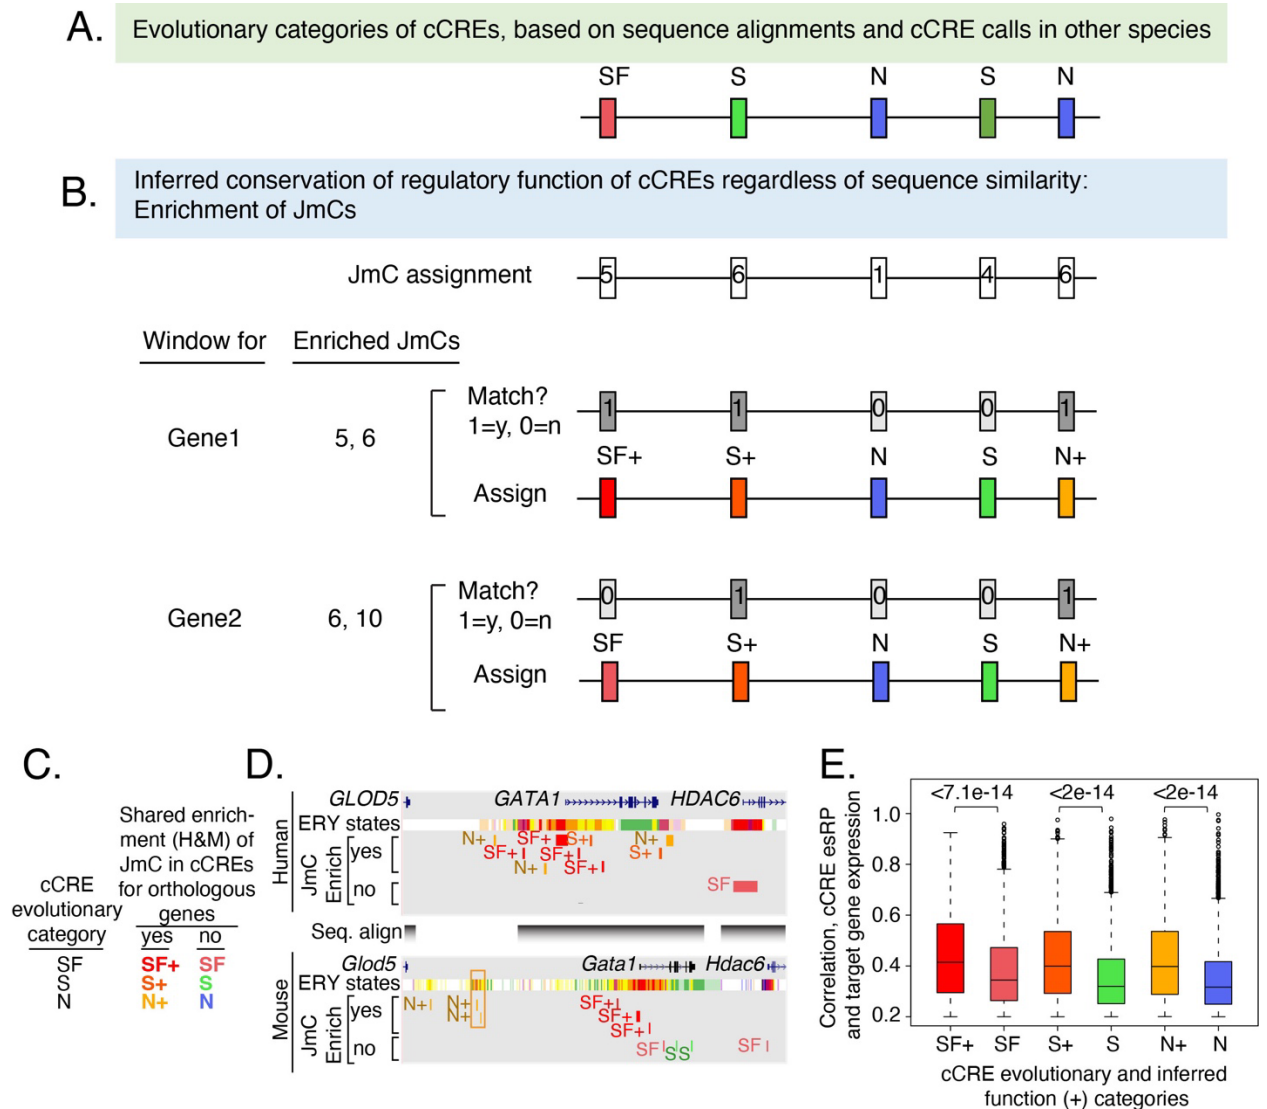 A.
Evolutionary categories of cCREs, based on sequence alignments and cCRE calls in other species
SF S N S N
B.
Inferred conservation of regulatory function of cCREs regardless of sequence similarity:
Enrichment of JmCs
JmC assignment 5 6 1 4 6
Window for Enriched JmCs
Match?
1=y, 0=n
1 1 0 0 1
Gene1 5, 6
SF+ S+ N S N+
Assign
Match?
1=y, 0=n
0 1 0 0 1
Gene2 6, 10
SF S+ N S N+
Assign
C.
Shared enrich-
ment (H&M) of
JmC in cCREs
for orthologous
genes
cCRE
evolutionary
category
yes no
SF SF+ SF
S S+ S
N N+ N
D.
Human
GLOD5 GATA1 HDAC6
ERY states
JmC
Enrich
yes
no
N+ SF+ S+ N+
SF+ SF+ S+
N+ SF+
SF
Seq. align
Mouse
Glod5 Gata1 Hdac6
ERY states
JmC
Enrich
yes
no
N+ N+ SF+
N+ SF+
SF+
SF S S SF
E.
Correlation, cCRE esRP
and target gene expression
<7.1e-14 <2e-14 <2e-14
1.0
0.8
0.6
0.4
0.2
SF+ SF S+ S N+ N
cCRE evolutionary and inferred
function (+) categories